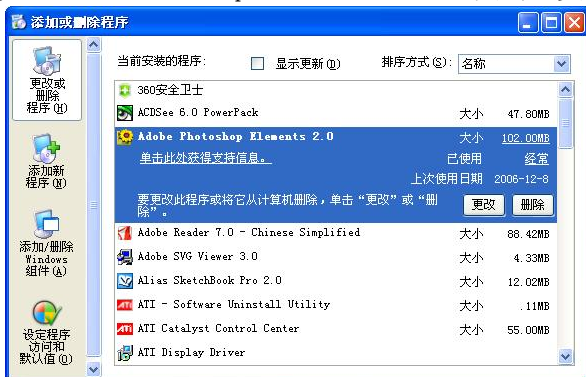 添加或删除程序
更改或
删除
程序(H)
添加新
程序(N)
添加/删除
Windows
组件(A)
设定程序
访问和
默认值(O)
当前安装的程序: 显示更新(D) 排序方式(S): 名称
360安全卫士
ACDSee 6.0 PowerPack 大小 47.80MB
Adobe Photoshop Elements 2.0 大小 102.00MB
单击此处获得支持信息。 已使用 经常
上次使用日期 2006-12-8
要更改此程序或将它从计算机删除，单击“更改”或“删
除”。 更改 删除
Adobe Reader 7.0 - Chinese Simplified 大小 88.42MB
Adobe SVG Viewer 3.0 大小 4.33MB
Alias SketchBook Pro 2.0 大小 12.02MB
ATI - Software Uninstall Utility 大小 .11MB
ATI Catalyst Control Center 大小 55.00MB
ATI Display Driver